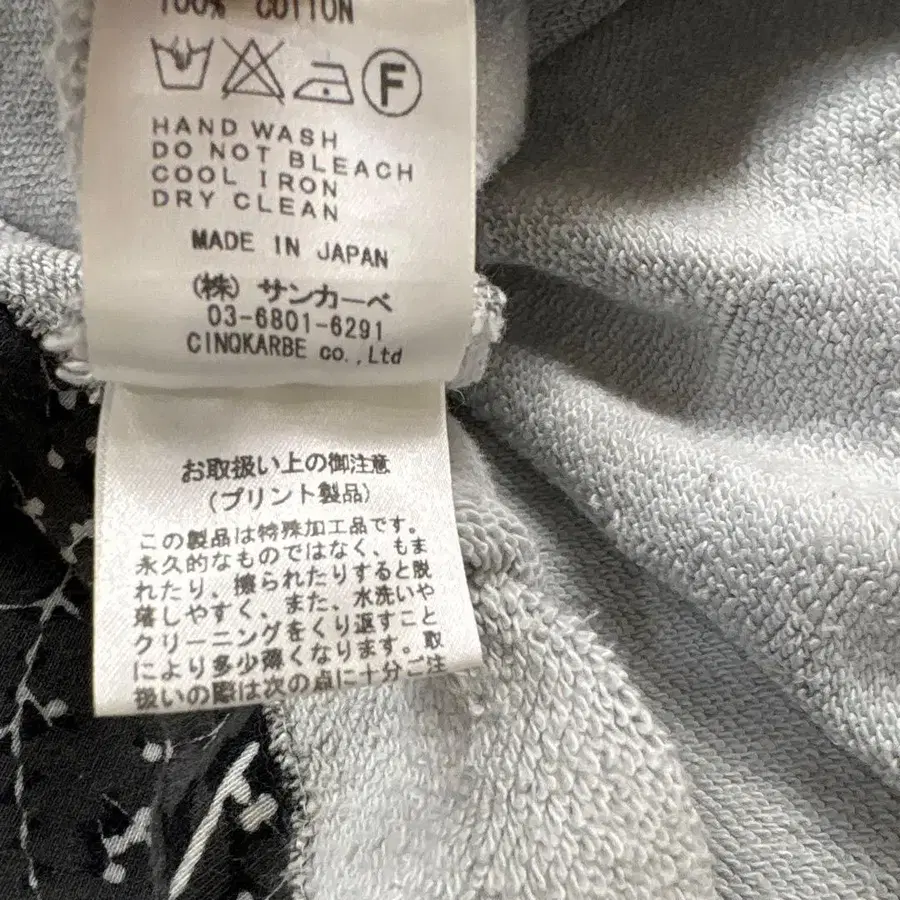 100% COTTON
F
HAND WASH
DO NOT BLEACH
COOL IRON
DRY CLEAN
MADE IN JAPAN
(株) サンカーベ
03-6801-6291
CINQKARBE co.,Ltd
お取扱い上の御注意
(プリント製品)
この製品は特殊加工品です。
永久的なものではなく、もま
れたり、擦られたりすると脱
落しやすく、また、水洗いや
クリーニングをくり返すこと
により多少薄くなります。取
扱いの際は次の点に十分ご注